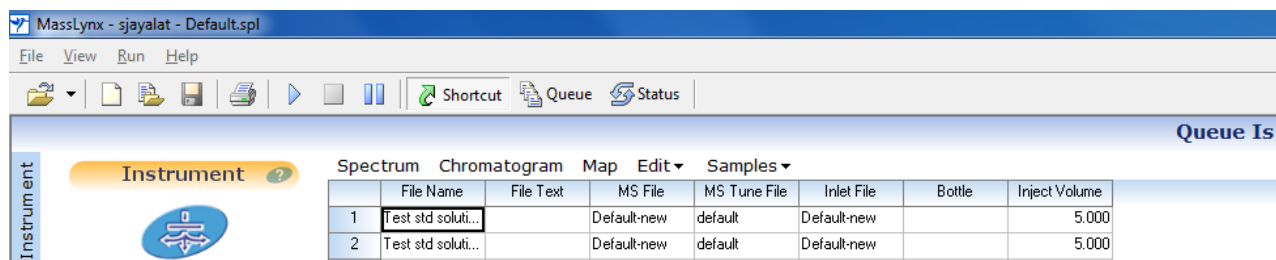 MassLynx - sjayalat - Default.spl
File View Run Help
Shortcut Queue Status
Queue Is
Instrument
Instrument ?
Spectrum Chromatogram Map Edit Samples
File Name File Text MS File MS Tune File Inlet File Bottle Inject Volume
1 Test std soluti... Default-new default Default-new 5.000
2 Test std soluti... Default-new default Default-new 5.000